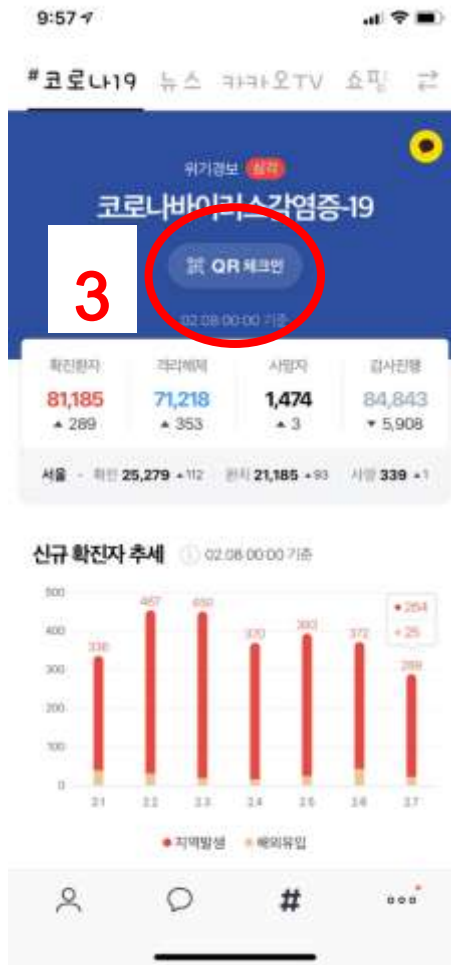 9:57
#코로나19 뉴스 카카오TV 쇼핑
위기경보 심각
코로나바이러스감염증-19
QR 체크인
3
02.08 00:00 기준
확진환자 격리해제 사망자 검사진행
81,185 71,218 1,474 84,843
▲ 289 ▲ 353 ▲ 3 ▼ 5,908
서울 - 확진 25,279 ▲112 완치 21,185 ▲93 사망 339 ▲1
신규 확진자 추세 02.08 00:00 기준
500
467
400
336 370 393 372
264
25
289
300
200
100
0
2.1 2.2 2.3 2.4 2.5 2.6 2.7
지역발생 해외유입
#